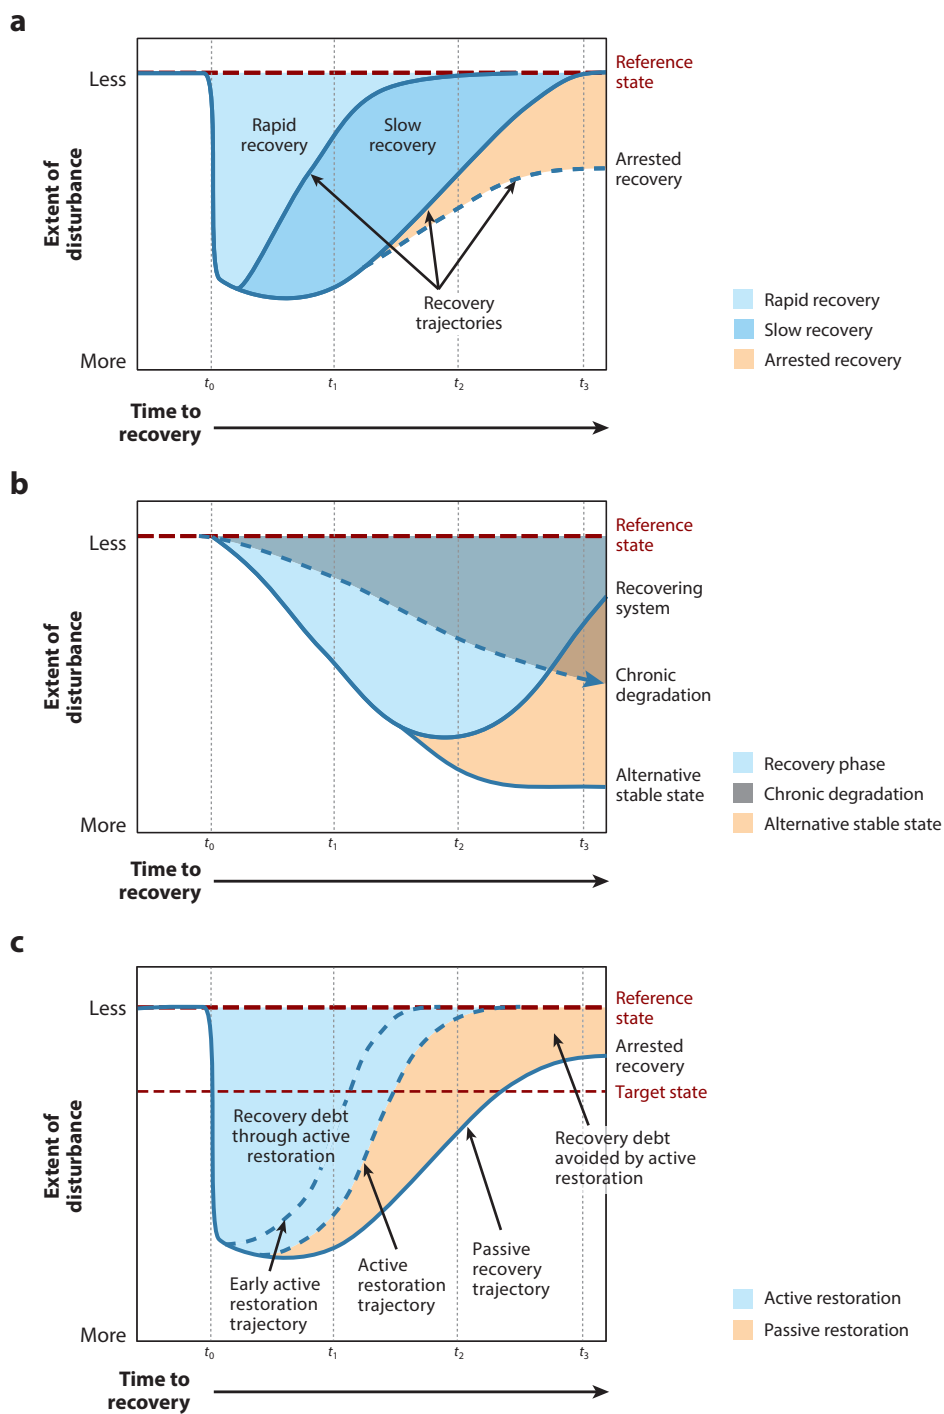 a
Less
Reference
state
Rapid
recovery
Slow
recovery
Arrested
recovery
Extent of
disturbance
Recovery
trajectories
Rapid recovery
Slow recovery
Arrested recovery
More
t0
t1
t2
t3
Time to
recovery
b
Less
Reference
state
Recovering
system
Extent of
disturbance
Chronic
degradation
Alternative
stable state
Recovery phase
Chronic degradation
Alternative stable state
More
t0
t1
t2
t3
Time to
recovery
c
Less
Reference
state
Arrested
recovery
Target state
Recovery debt
through active
restoration
Recovery debt
avoided by active
restoration
Extent of
disturbance
Passive
recovery
trajectory
Active
restoration
trajectory
Early active
restoration
trajectory
Active restoration
Passive restoration
More
t0
t1
t2
t3
Time to
recovery